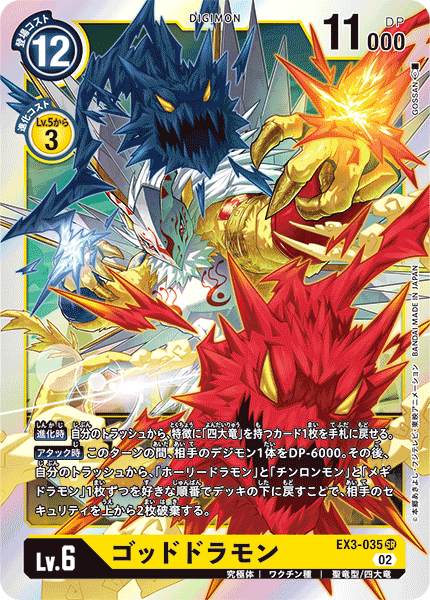 DIGIMON
登場コスト
12
進化コスト
Lv.5から
3
DP
11000
GOSSAN
©本郷あきよし・フジテレビ・東映アニメーション BANDAI MADE IN JAPAN
進化時 自分のトラッシュから、特徴に「四大竜」を持つカード1枚を手札に戻せる。
アタック時 このターンの間、相手のデジモン1体をDP-6000。その後、
自分のトラッシュから、「ホーリードラモン」と「チンロンモン」と「メギ
ドラモン」1枚ずつを好きな順番でデッキの下に戻すことで、相手のセ
キュリティを上から2枚破棄する。
EX3-035 SR
Lv.6
ゴッドドラモン
02
究極体 | ワクチン種 | 聖竜型/四大竜